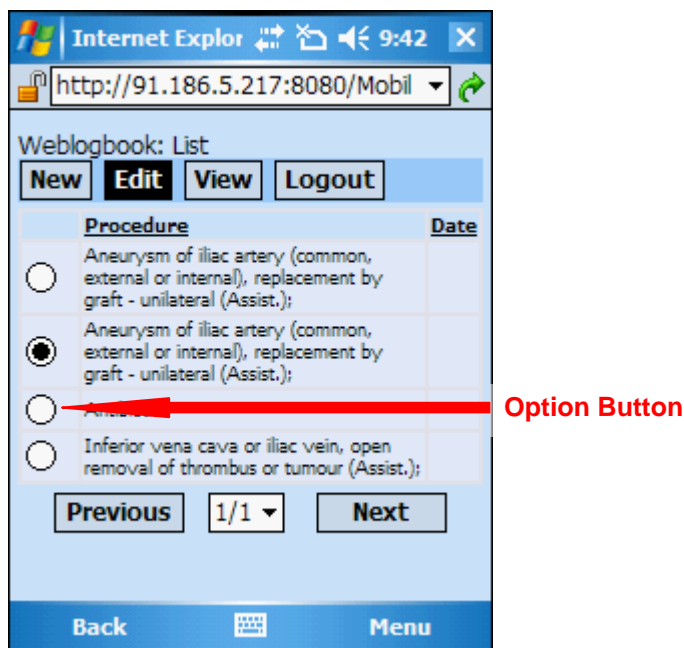 Internet Explor 9:42
http://91.186.5.217:8080/Mobil
Weblogbook: List
New Edit View Logout
Procedure Date
Aneurysm of iliac artery (common,
external or internal), replacement by
graft - unilateral (Assist.);
Aneurysm of iliac artery (common,
external or internal), replacement by
graft - unilateral (Assist.);
Option Button
Inferior vena cava or iliac vein, open
removal of thrombus or tumour (Assist.);
Previous 1/1 Next
Back Menu